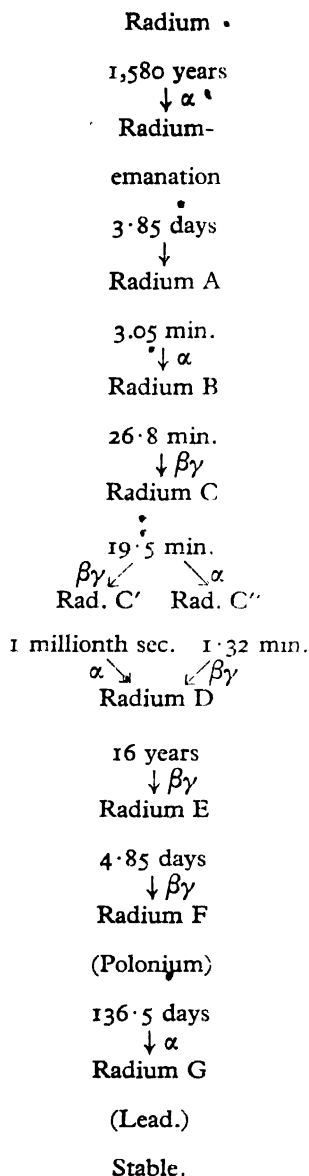 Radium
1,580 years
↓ α
Radium-
emanation
3·85 days
↓
Radium A
3.05 min.
↓ α
Radium B
26·8 min.
↓ βγ
Radium C
19·5 min.
βγ ↙ ↘ α
Rad. C′ Rad. C′′
1 millionth sec. 1·32 min.
α ↘ ↙ βγ
Radium D
16 years
↓ βγ
Radium E
4·85 days
↓ βγ
Radium F
(Polonium)
136·5 days
↓ α
Radium G
(Lead.)
Stable.